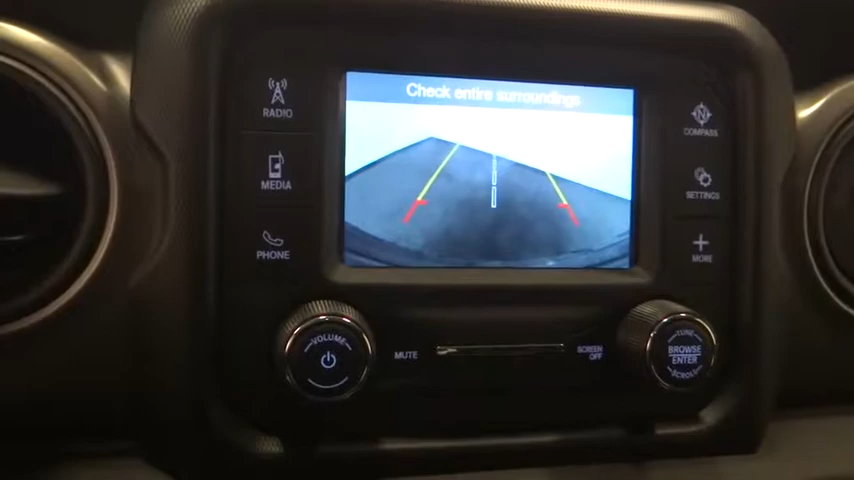 Check entire surroundings
RADIO
MEDIA
PHONE
N
COMPASS
SETTINGS
MORE
VOLUME
MUTE
SCREEN
OFF
TUNE
BROWSE
ENTER
SCROLL